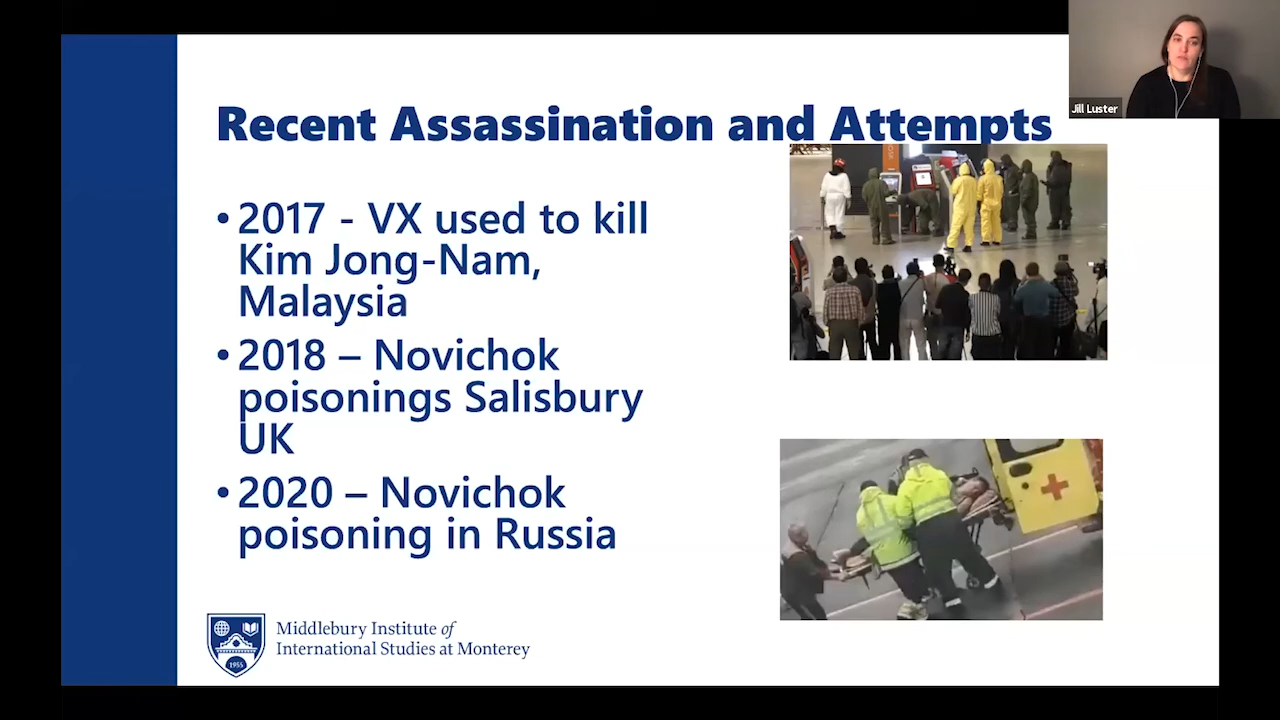 Jill Luster
Recent Assassination and Attempts
• 2017 - VX used to kill
Kim Jong-Nam,
Malaysia
• 2018 – Novichok
poisonings Salisbury
UK
• 2020 – Novichok
poisoning in Russia
1955
Middlebury Institute of
International Studies at Monterey